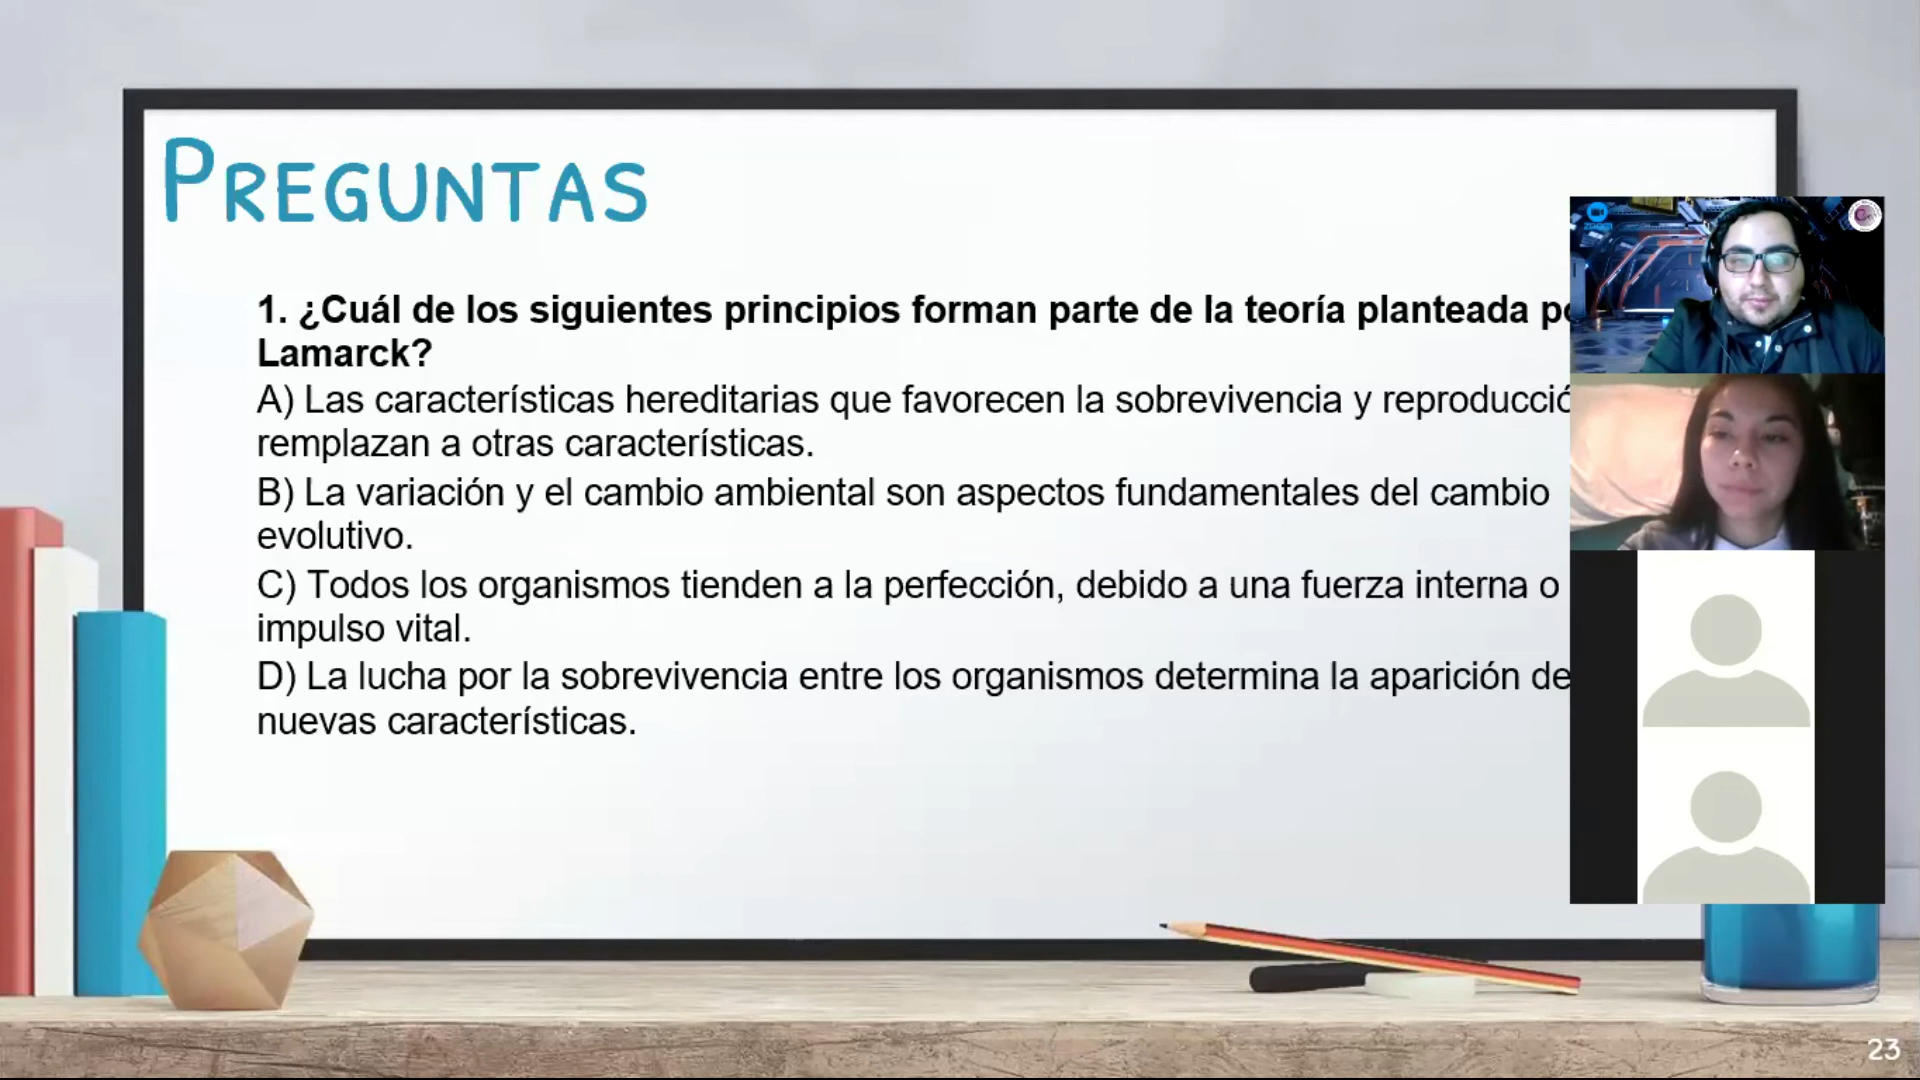 PREGUNTAS
1. ¿Cuál de los siguientes principios forman parte de la teoría planteada
Lamarck?
A) Las características hereditarias que favorecen la sobrevivencia y
remplazan a otras características.
B) La variación y el cambio ambiental son aspectos fundamentales del cambio
evolutivo.
C) Todos los organismos tienden a la perfección, debido a una fuerza interna o
impulso vital.
D) La lucha por la sobrevivencia entre los organismos determina la aparición de
nuevas características.
zoom
23